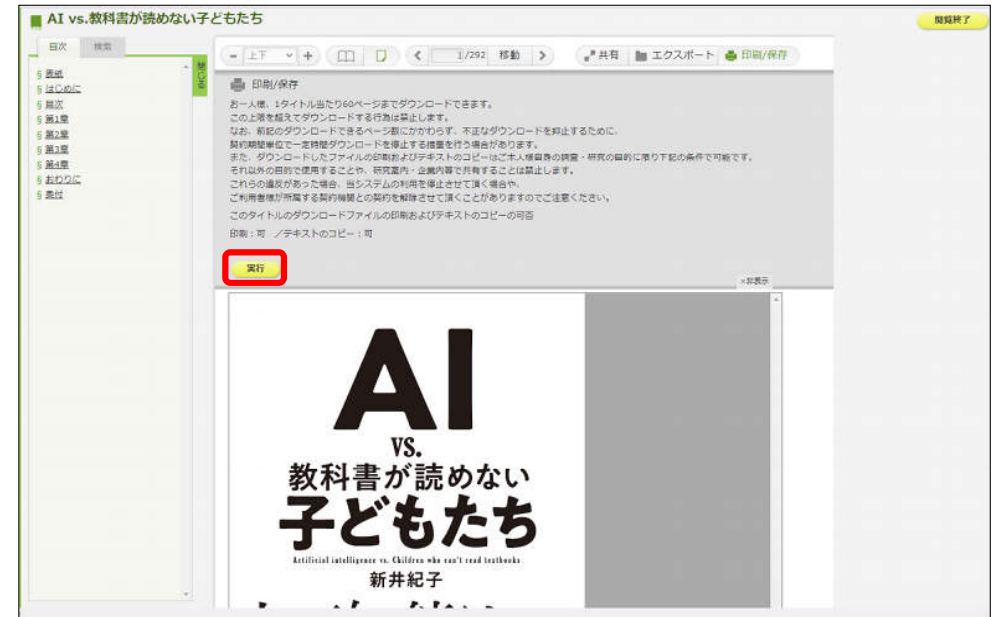 AI vs.教科書が読めない子どもたち
閲覧終了
目次 検索
閉じる
§ 表紙
§ はじめに
§ 目次
§ 第1章
§ 第2章
§ 第3章
§ 第4章
§ おわりに
§ 奥付
- 上下 +
1/292 移動
共有 エクスポート 印刷/保存
印刷/保存
お一人様、1タイトル当たり60ページまでダウンロードできます。
この上限を超えてダウンロードする行為は禁止します。
なお、前記のダウンロードできるページ数にかかわらず、不正なダウンロードを抑止するために、
契約期間単位で一定時間ダウンロードを停止する措置を行う場合があります。
また、ダウンロードしたファイルの印刷およびテキストのコピーはご本人様自身の調査・研究の目的に限り下記の条件で可能です。
それ以外の目的で使用することや、研究室内・企業内等で共有することは禁止します。
これらの違反があった場合、当システムの利用を停止させて頂く場合や、
ご利用者様が所属する契約機関との契約を解除させて頂くことがありますのでご注意ください。
このタイトルのダウンロードファイルの印刷およびテキストのコピーの可否
印刷：可 ／テキストのコピー：可
実行
×非表示
AI
VS.
教科書が読めない
子どもたち
Artificial intelligence vs. Children who can't read textbooks
新井紀子